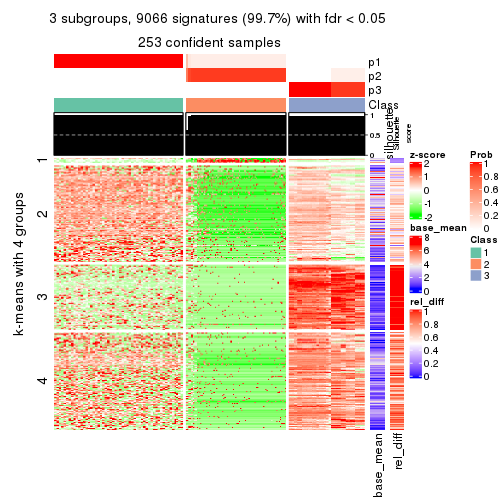 3 subgroups, 9066 signatures (99.7%) with fdr < 0.05
253 confident samples
p1
p2
p3
Class
1
0.5
0
silhouette
Silhouette
score
k-means with 4 groups
1
2
3
4
base_mean
rel_diff
z-score
2
1
0
-1
-2
base_mean
8
6
4
2
0
rel_diff
1
0.8
0.6
0.4
0.2
0
Prob
1
0.8
0.6
0.4
0.2
0
Class
1
2
3